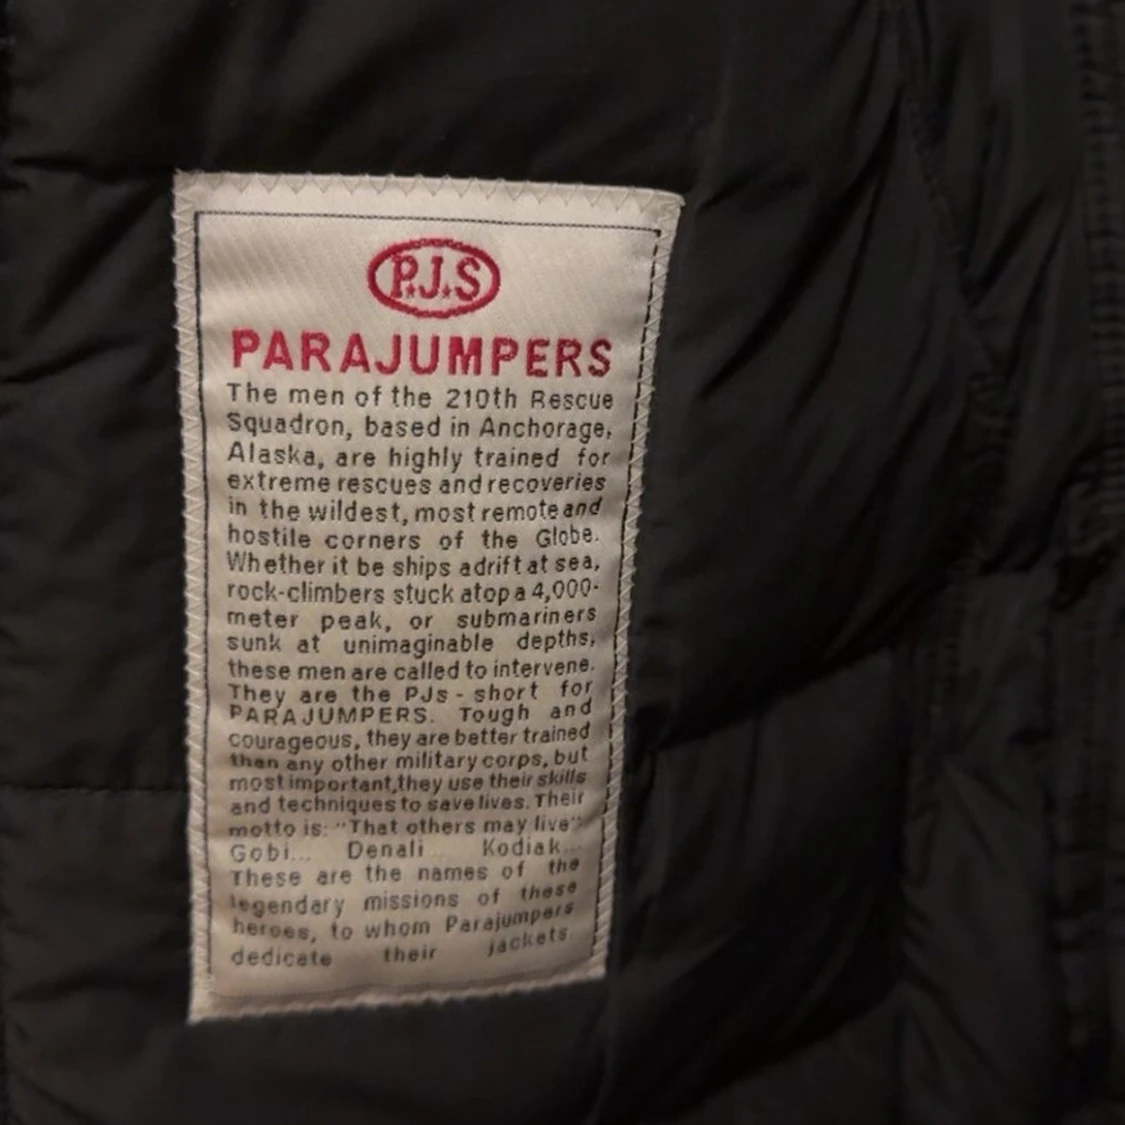 P.J.S
PARAJUMPERS
The men of the 210th Rescue
Squadron, based in Anchorage,
Alaska, are highly trained for
extreme rescues and recoveries
in the wildest, most remote and
hostile corners of the Globe.
Whether it be ships adrift at sea,
rock-climbers stuck atop a 4,000-
meter peak, or submariners
sunk at unimaginable depths,
these men are called to intervene.
They are the PJs - short for
PARAJUMPERS. Tough and
courageous, they are better trained
than any other military corps, but
most important,they use their skills
and techniques to save lives. Their
motto is: "That others may live":
Gobi... Denali... Kodiak...
These are the names of the
legendary missions of these
heroes, to whom Parajumpers
dedicate their jackets